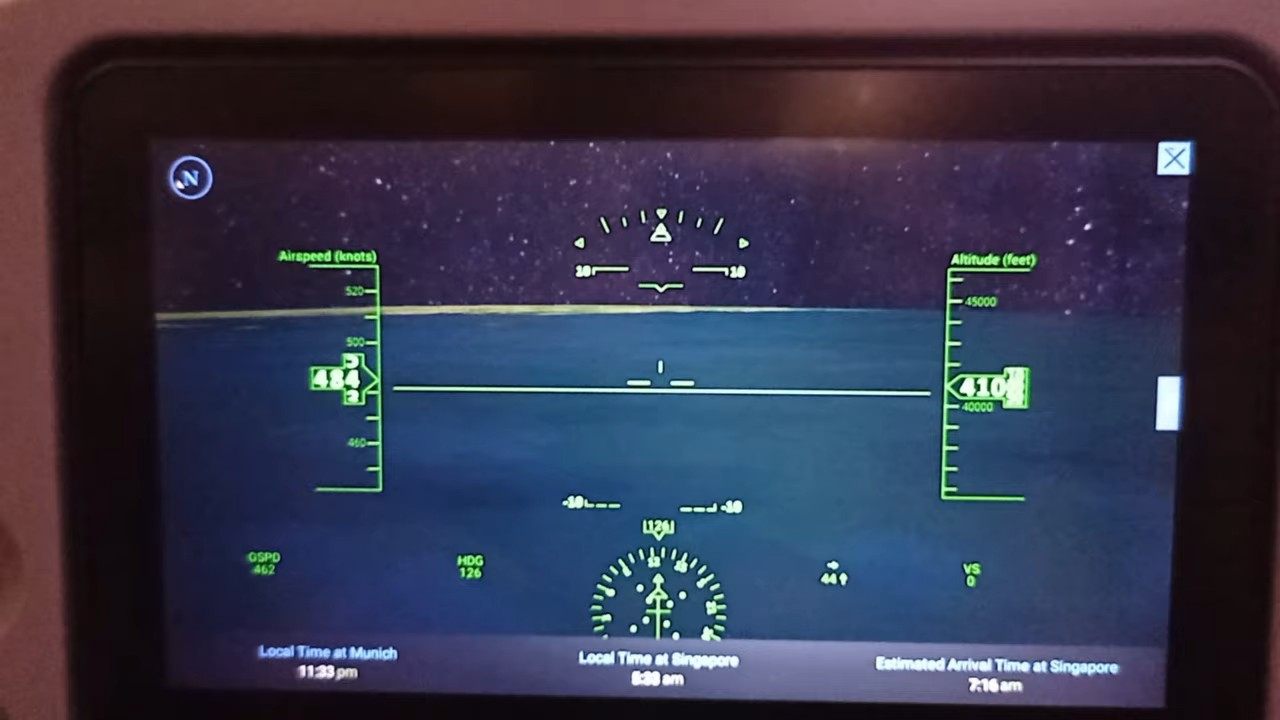 N
Airspeed (knots)
Altitude (feet)
10 10
520
45000
500
484
410
40000
460
-10 -10
126
GSPD
462
HDG
126
44
VS
0
Local Time at Munich
11:33 pm
Local Time at Singapore
am
Estimated Arrival Time at Singapore
7:16 am